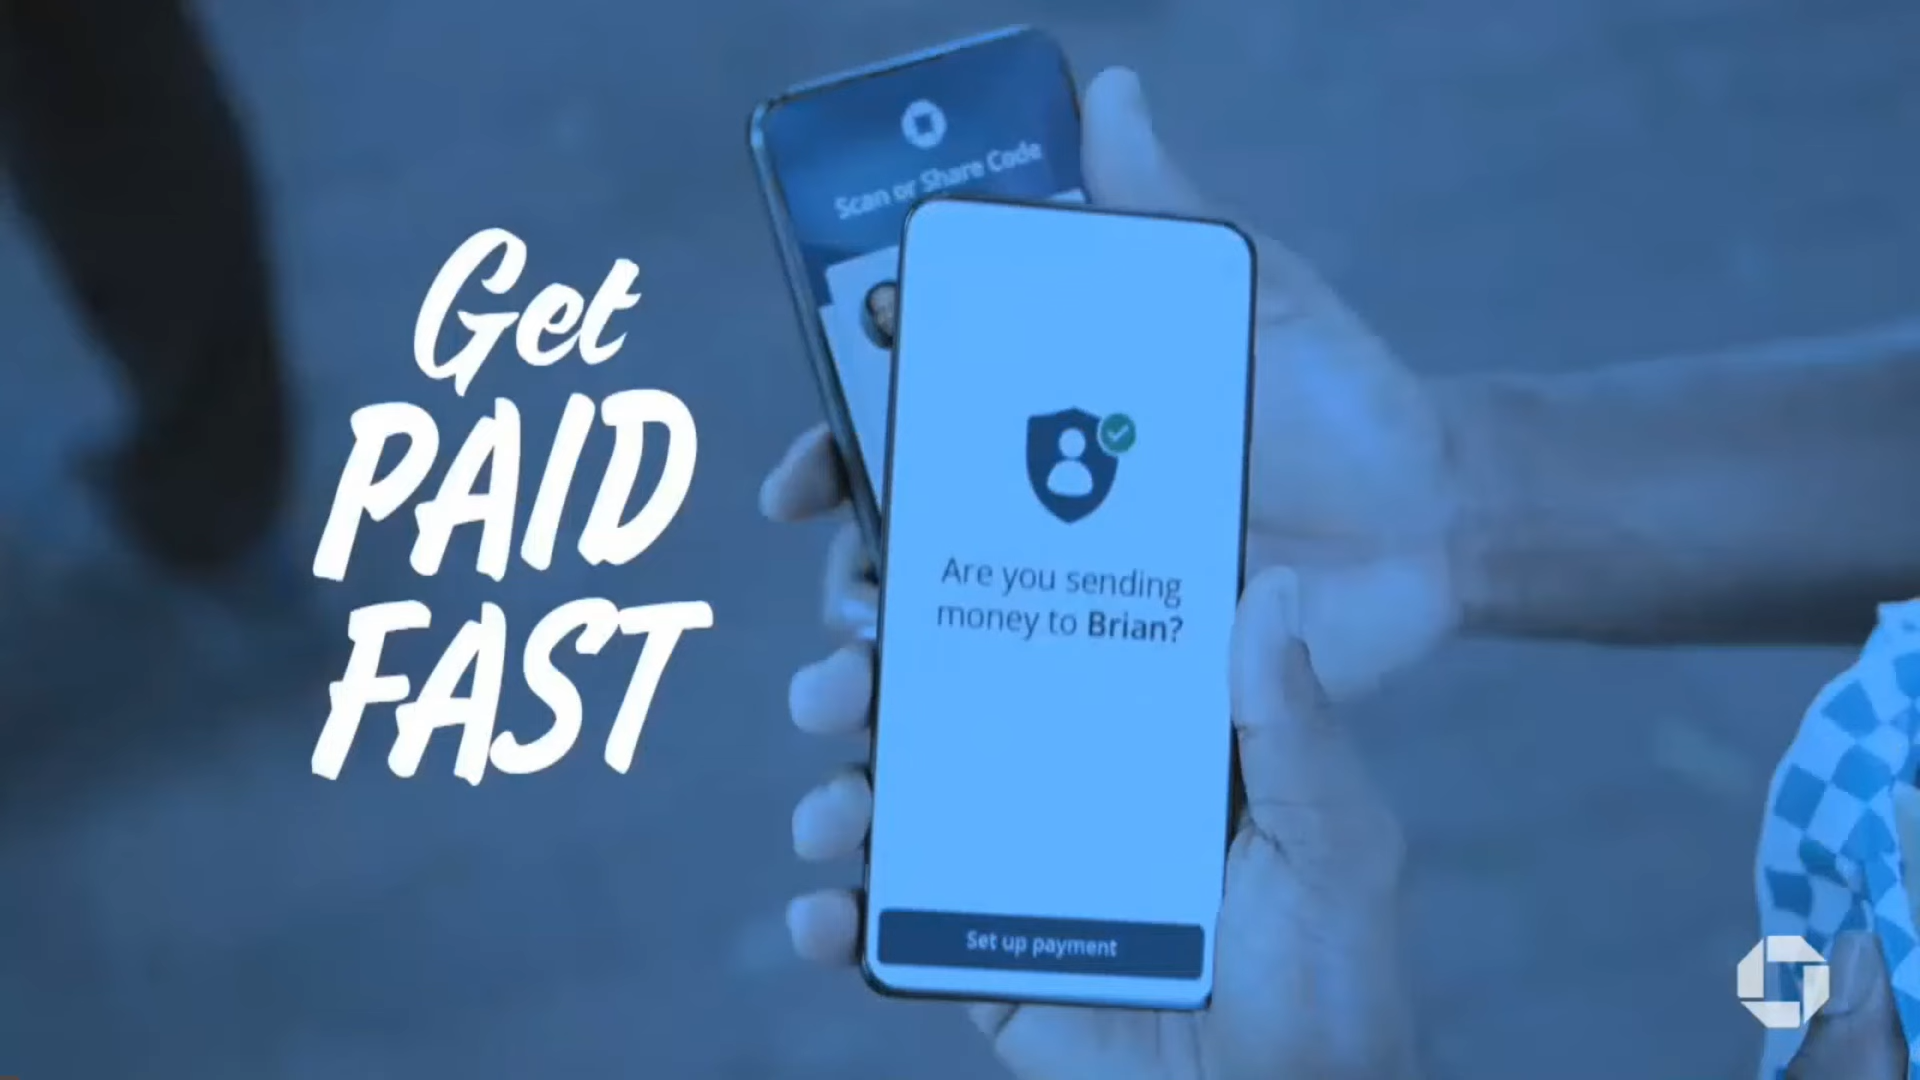 Get
PAID
FAST
Scan or Share Code
Are you sending
money to Brian?
Set up payment